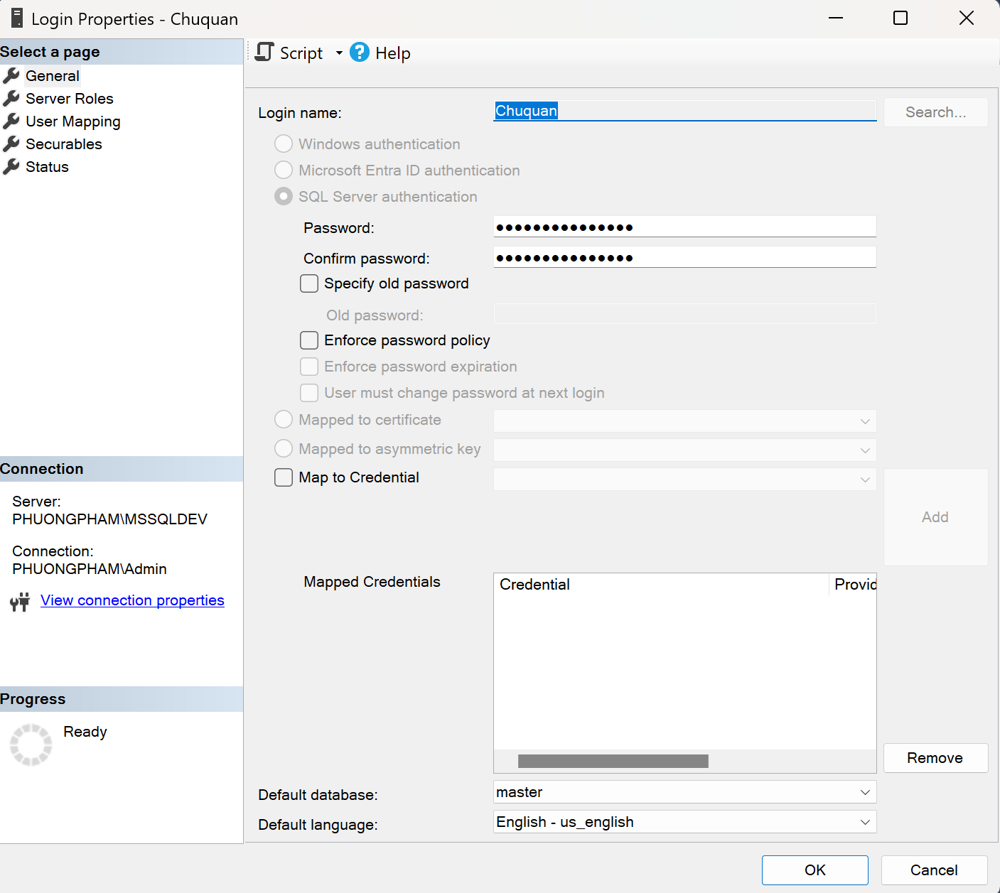 Login Properties - Chuquan
Select a page
General
Server Roles
User Mapping
Securables
Status
Script
Help
Login name: Chuquan Search...
Windows authentication
Microsoft Entra ID authentication
SQL Server authentication
Password: ●●●●●●●●●●●●●●●
Confirm password: ●●●●●●●●●●●●●●●
Specify old password
Old password:
Enforce password policy
Enforce password expiration
User must change password at next login
Mapped to certificate
Mapped to asymmetric key
Map to Credential
Add
Mapped Credentials
Credential Provid
Remove
Default database: master
Default language: English - us_english
Connection
Server:
PHUONGPHAM\MSSQLDEV
Connection:
PHUONGPHAM\Admin
View connection properties
Progress
Ready
OK Cancel